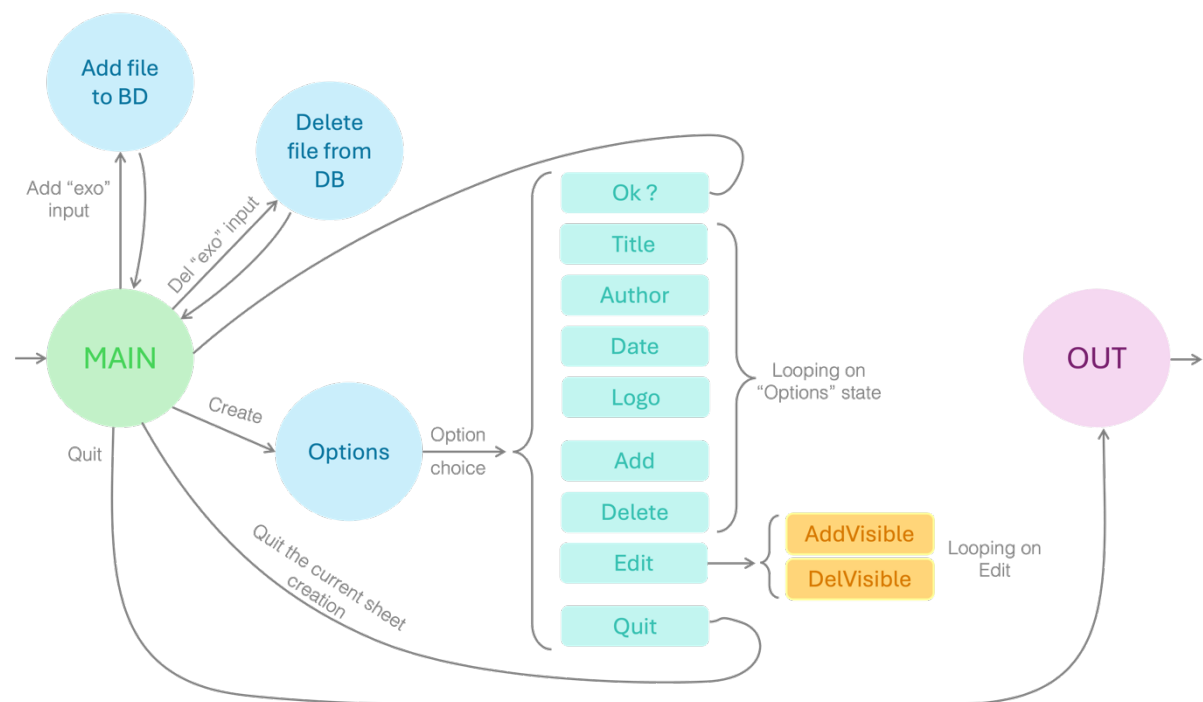 Add file
to BD
Delete
file from
DB
Add “exo”
input
Del “exo” input
MAIN
Create
Quit
Options
Option
choice
Quit the current sheet
creation
Ok ?
Title
Author
Date
Logo
Add
Delete
Edit
Quit
Looping on
“Options” state
AddVisible
DelVisible
Looping on
Edit
OUT